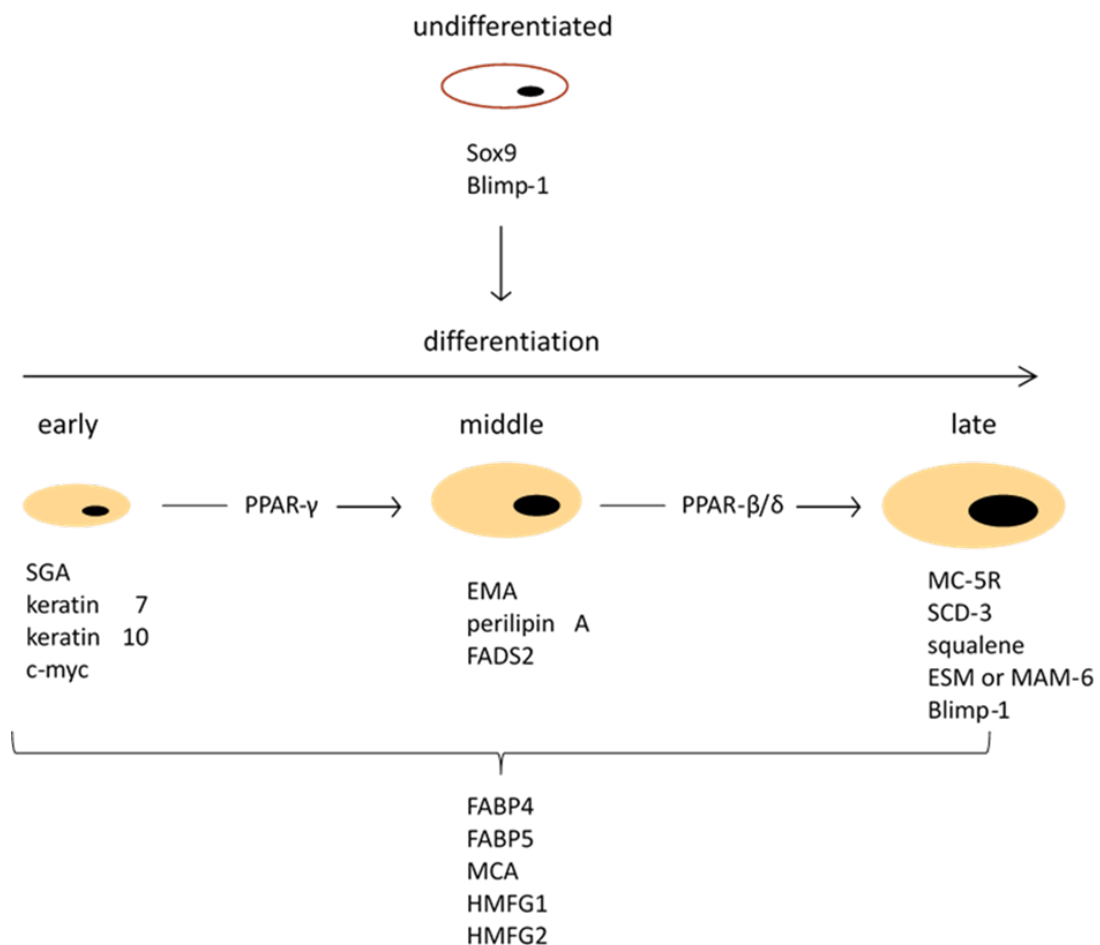 undifferentiated
Sox9
Blimp-1
differentiation
early
middle
late
PPAR-γ
PPAR-β/δ
SGA
keratin 7
keratin 10
c-myc
EMA
perilipin A
FADS2
MC-5R
SCD-3
squalene
ESM or MAM-6
Blimp-1
FABP4
FABP5
MCA
HMFG1
HMFG2